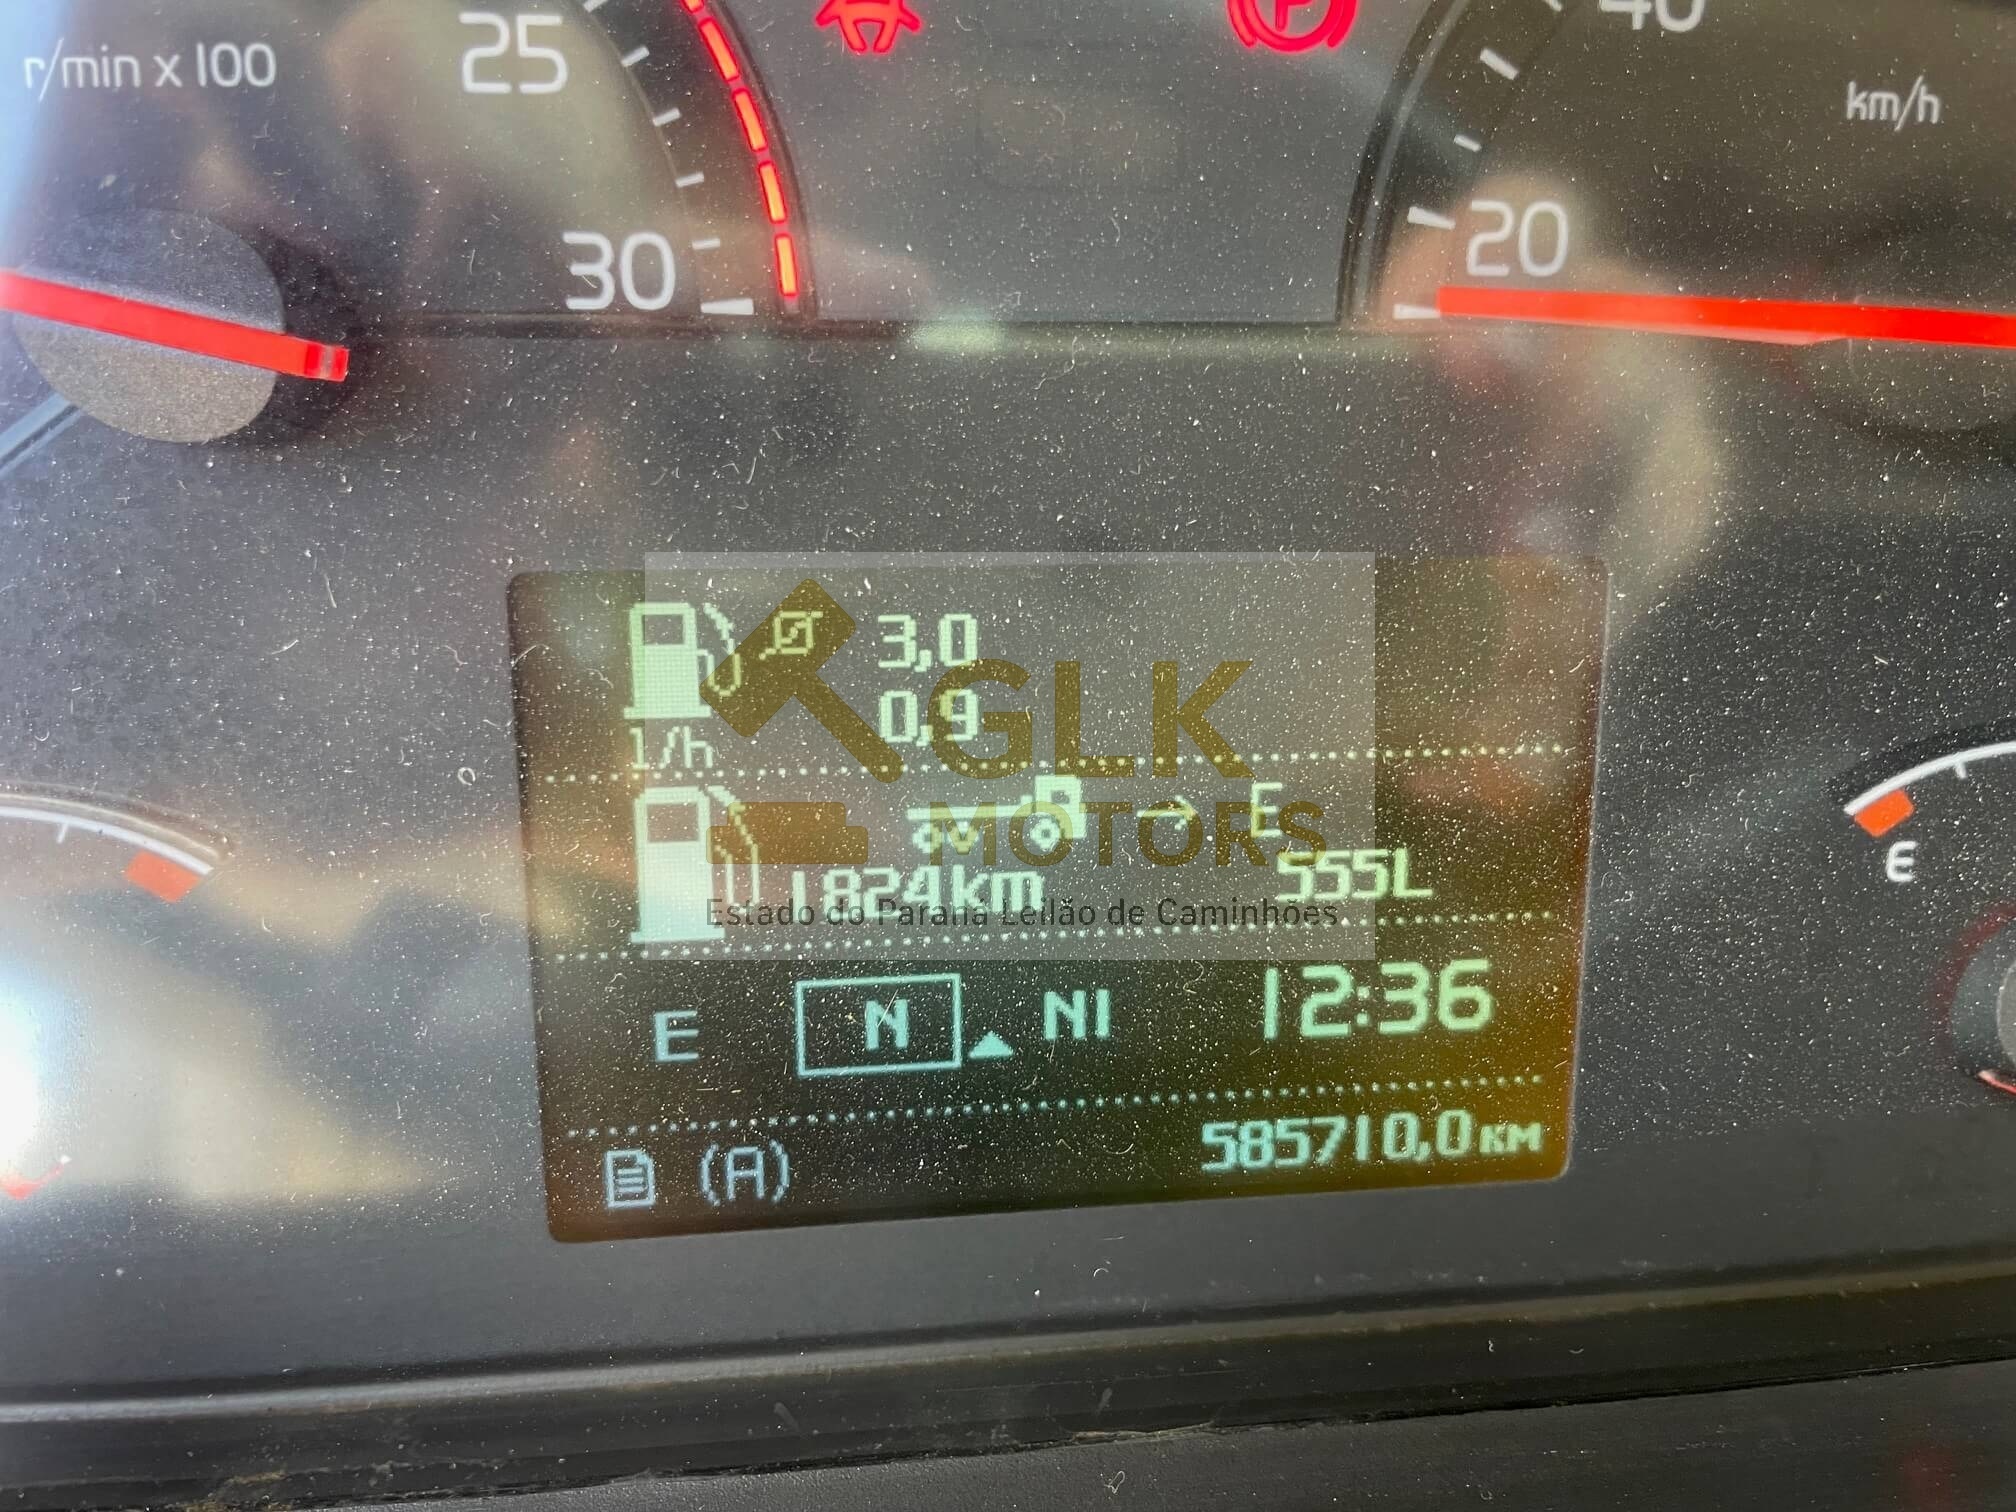 r/min x 100
25
30
40
km/h
20
3,0
0,9
l/h
GLK
MOTORS
E
1824km
555L
Estado do Paraná Leilão de Caminhões
E
N
N1
12:36
(A)
585710,0KM
E
P